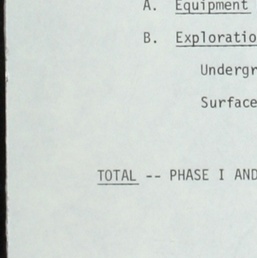 A. Equipment
B. Exploratio
Undergr
Surface
TOTAL -- PHASE I AND